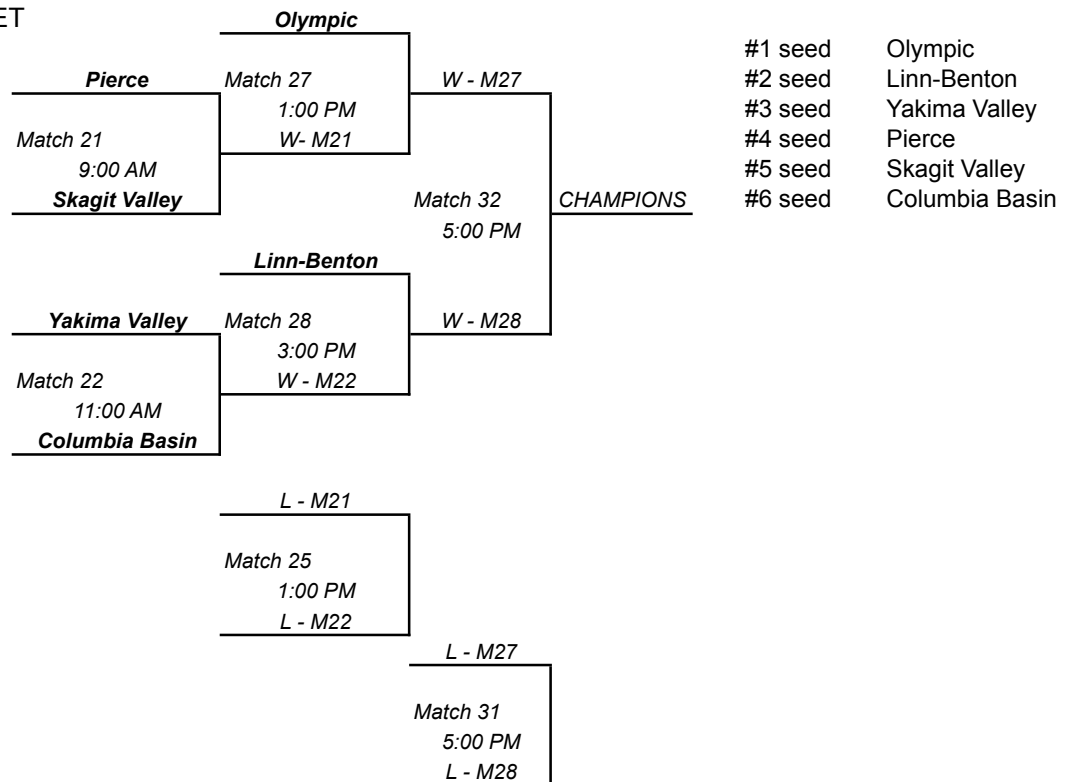 ET
Olympic
#1 seed Olympic
Pierce Match 27 W - M27 #2 seed Linn-Benton
1:00 PM #3 seed Yakima Valley
Match 21 W- M21 #4 seed Pierce
9:00 AM #5 seed Skagit Valley
Skagit Valley Match 32 CHAMPIONS #6 seed Columbia Basin
5:00 PM
Linn-Benton
Yakima Valley Match 28 W - M28
3:00 PM
Match 22 W - M22
11:00 AM
Columbia Basin
L - M21
Match 25
1:00 PM
L - M22
L - M27
Match 31
5:00 PM
L - M28